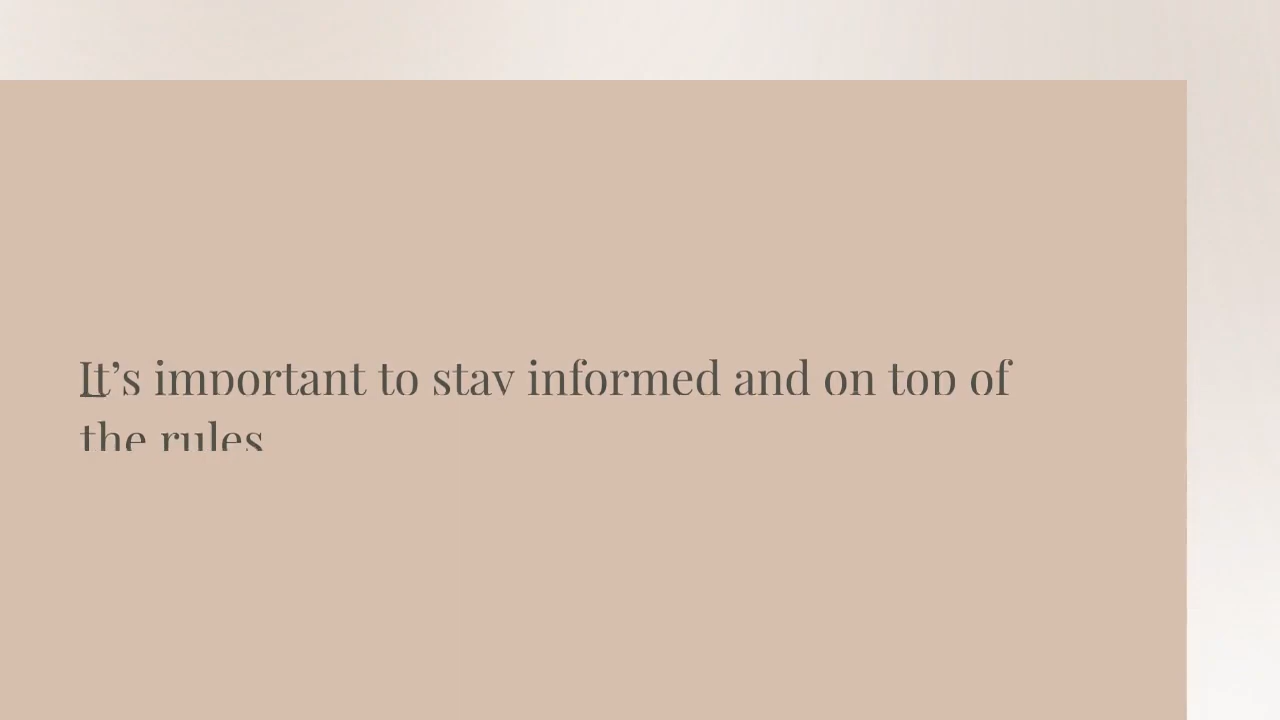 It’s important to stay informed and on top of
the rules